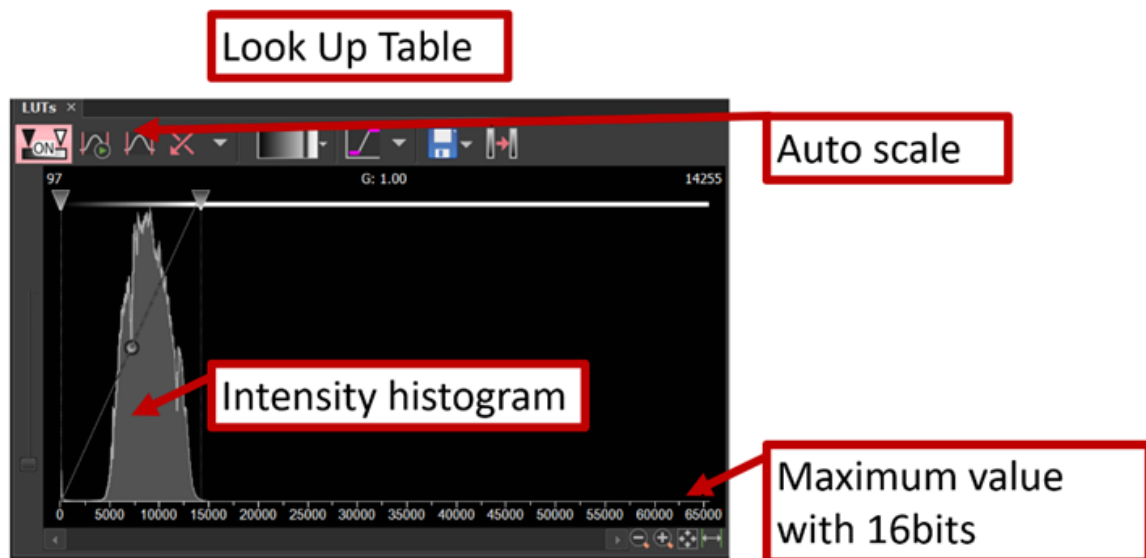 Look Up Table
LUTs ×
ON
Auto scale
97 G: 1.00 14255
Intensity histogram
Maximum value
with 16bits
0 5000 10000 15000 20000 25000 30000 35000 40000 45000 50000 55000 60000 65000